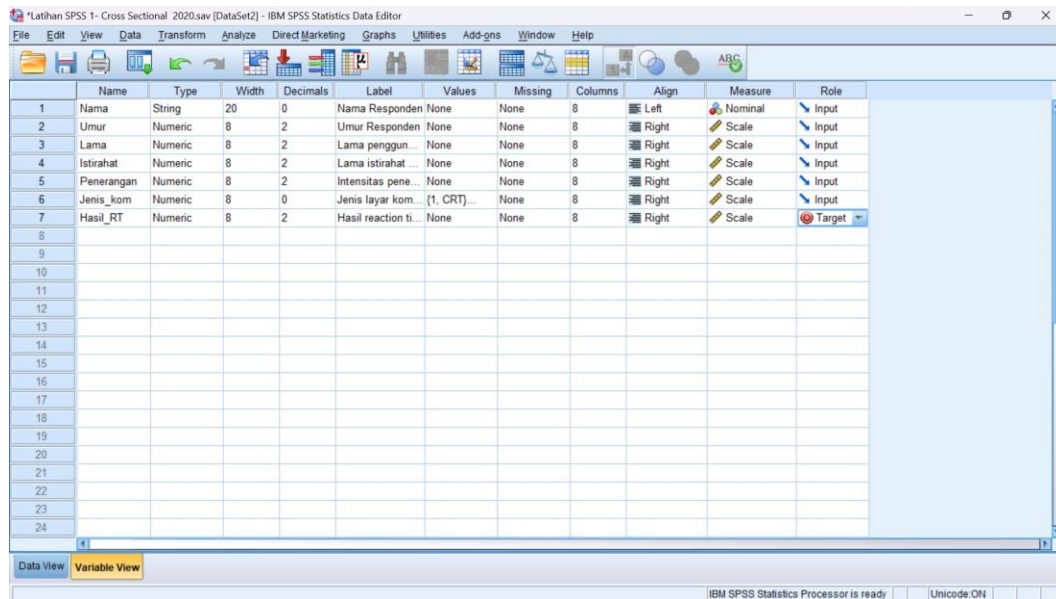 *Latihan SPSS 1- Cross Sectional 2020.sav [DataSet2] - IBM SPSS Statistics Data Editor
File Edit View Data Transform Analyze Direct Marketing Graphs Utilities Add-ons Window Help
Name Type Width Decimals Label Values Missing Columns Align Measure Role
1 Nama String 20 0 Nama Responden None None 8 Left Nominal Input
2 Umur Numeric 8 2 Umur Responden None None 8 Right Scale Input
3 Lama Numeric 8 2 Lama penggun... None None 8 Right Scale Input
4 Istirahat Numeric 8 2 Lama istirahat ... None None 8 Right Scale Input
5 Penerangan Numeric 8 2 Intensitas pene... None None 8 Right Scale Input
6 Jenis_kom Numeric 8 0 Jenis layar kom... {1, CRT}... None 8 Right Scale Input
7 Hasil_RT Numeric 8 2 Hasil reaction ti... None None 8 Right Scale Target
8
9
10
11
12
13
14
15
16
17
18
19
20
21
22
23
24
Data View Variable View
IBM SPSS Statistics Processor is ready Unicode:ON